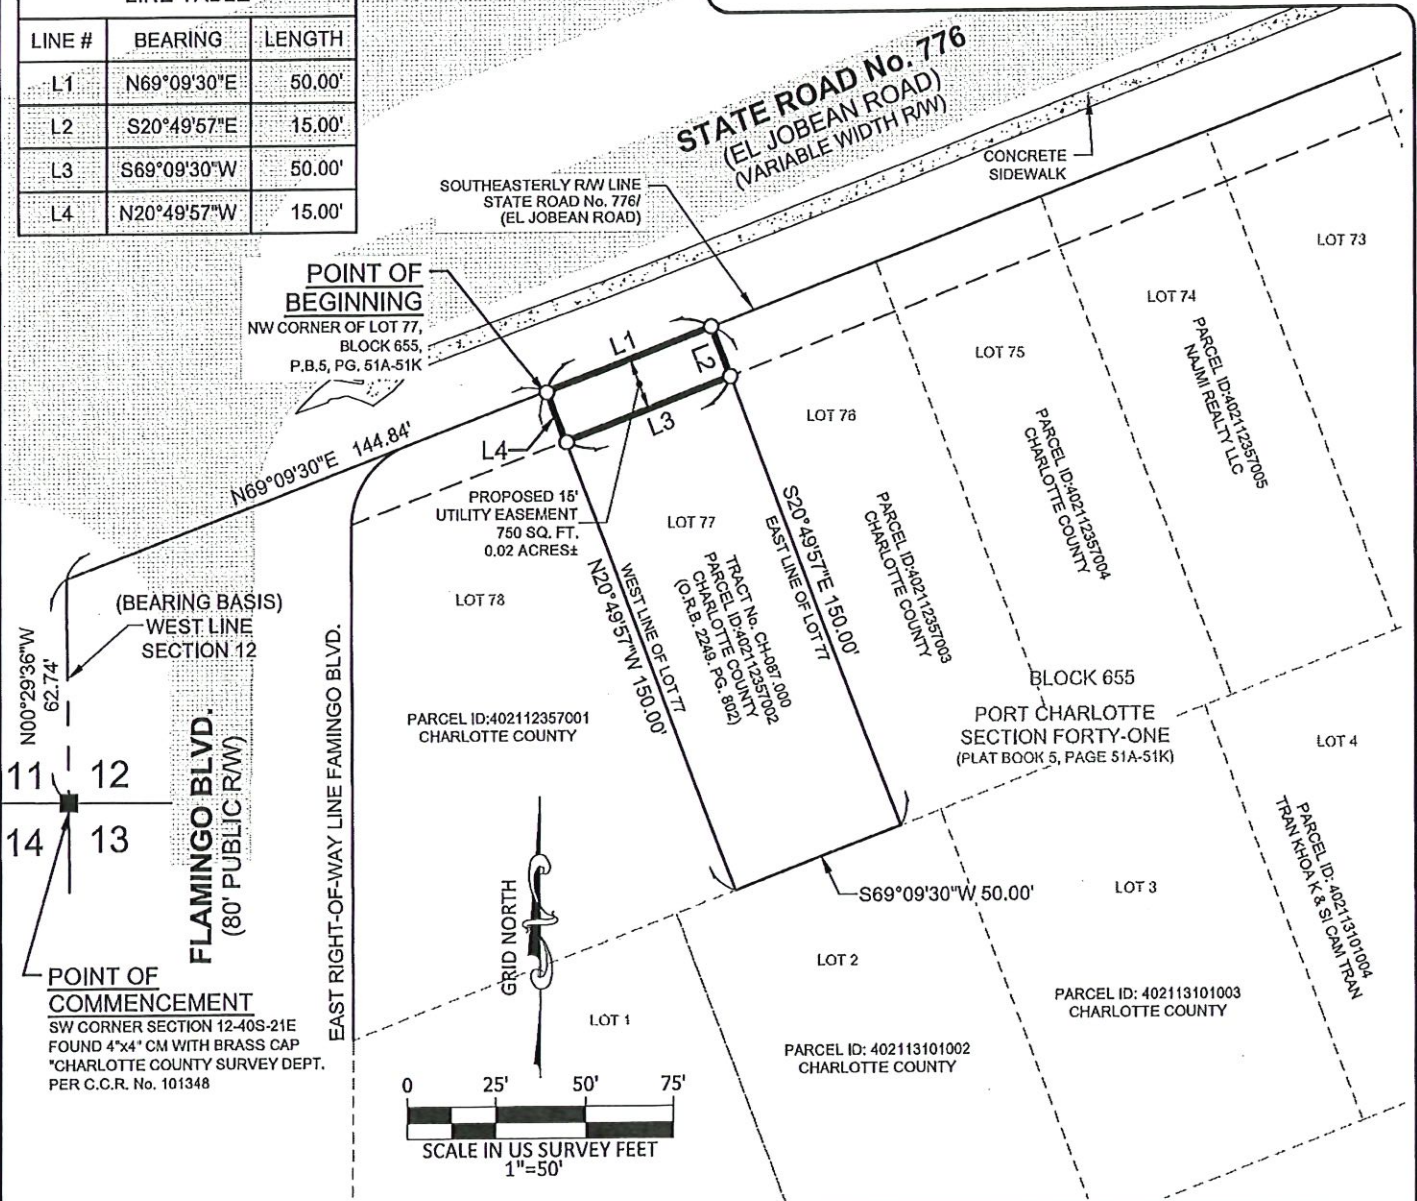 LINE TABLE
LINE # BEARING LENGTH
L1 N69°09'30"E 50.00'
L2 S20°49'57"E 15.00'
L3 S69°09'30"W 50.00'
L4 N20°49'57"W 15.00'
STATE ROAD No. 776
(EL JOBEAN ROAD)
(VARIABLE WIDTH R/W)
CONCRETE
SIDEWALK
SOUTHEASTERLY R/W LINE
STATE ROAD No. 776/
(EL JOBEAN ROAD)
POINT OF
BEGINNING
NW CORNER OF LOT 77,
BLOCK 655,
P.B.5, PG. 51A-51K
L1
L2
L3
L4
N69°09'30"E 144.84'
PROPOSED 15'
UTILITY EASEMENT
750 SQ. FT.
0.02 ACRES±
LOT 73
LOT 74
PARCEL ID:402112357005
NAJMI REALTY LLC
LOT 75
PARCEL ID:402112357004
CHARLOTTE COUNTY
LOT 76
PARCEL ID:402112357003
CHARLOTTE COUNTY
LOT 77
TRACT No. CH-087.000
PARCEL ID:402112357002
CHARLOTTE COUNTY
(O.R.B. 2249, PG. 802)
S20°49'57"E 150.00'
EAST LINE OF LOT 77
WEST LINE OF LOT 77
N20°49'57"W 150.00'
LOT 78
PARCEL ID:402112357001
CHARLOTTE COUNTY
(BEARING BASIS)
WEST LINE
SECTION 12
N00°29'36"W
62.74'
11 12
14 13
FLAMINGO BLVD.
(80' PUBLIC R/W)
EAST RIGHT-OF-WAY LINE FAMINGO BLVD.
BLOCK 655
PORT CHARLOTTE
SECTION FORTY-ONE
(PLAT BOOK 5, PAGE 51A-51K)
S69°09'30"W 50.00'
LOT 4
PARCEL ID: 402113101004
TRAN KHOA K & SI CAM TRAN
LOT 3
PARCEL ID: 402113101003
CHARLOTTE COUNTY
LOT 2
PARCEL ID: 402113101002
CHARLOTTE COUNTY
LOT 1
GRID NORTH
POINT OF
COMMENCEMENT
SW CORNER SECTION 12-40S-21E
FOUND 4"x4" CM WITH BRASS CAP
"CHARLOTTE COUNTY SURVEY DEPT.
PER C.C.R. No. 101348
0 25' 50' 75'
SCALE IN US SURVEY FEET
1"=50'